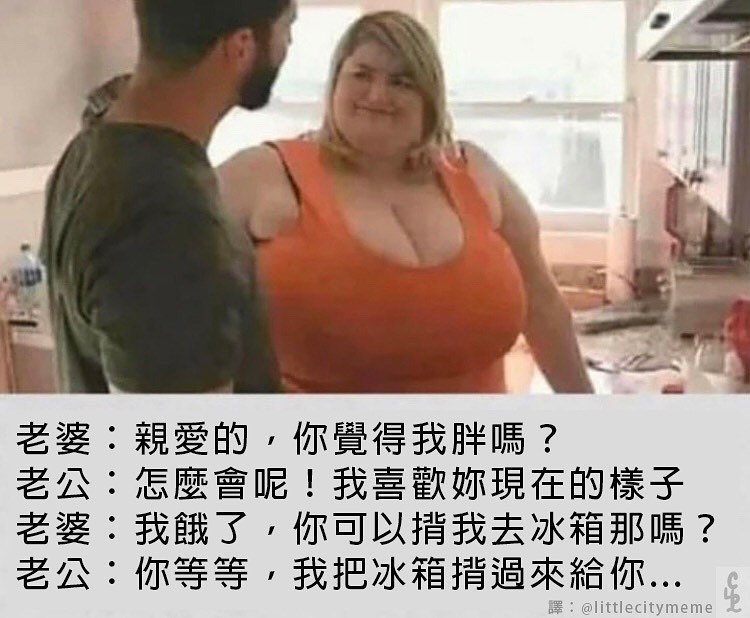 老婆：親愛的，你覺得我胖嗎？
老公：怎麼會呢！我喜歡妳現在的樣子
老婆：我餓了，你可以揹我去冰箱那嗎？
老公：你等等，我把冰箱揹過來給你...
譯：@littlecitymeme